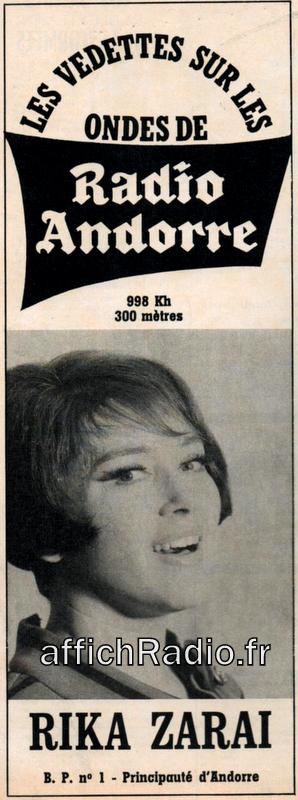 LES VEDETTES SUR LES
ONDES DE
Radio
Andorre
998 Kh
300 mètres
affichRadio.fr
RIKA ZARAI
B. P. nº 1 - Principauté d'Andorre